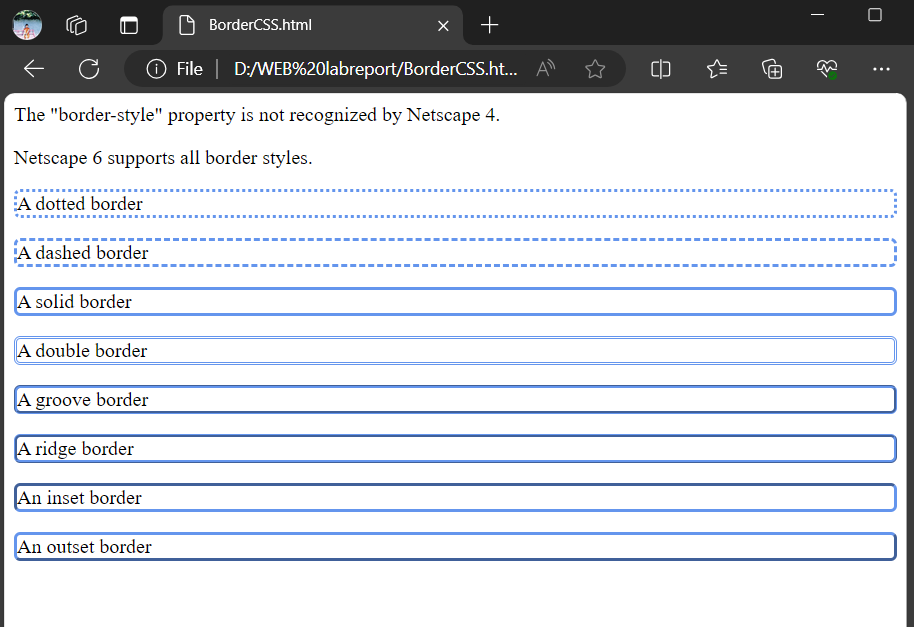 BorderCSS.html
File D:/WEB%20labreport/BorderCSS.ht...
The "border-style" property is not recognized by Netscape 4.
Netscape 6 supports all border styles.
A dotted border
A dashed border
A solid border
A double border
A groove border
A ridge border
An inset border
An outset border